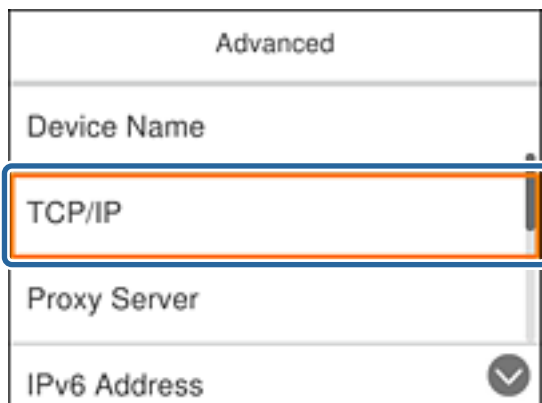 Advanced
Device Name
TCP/IP
Proxy Server
IPv6 Address